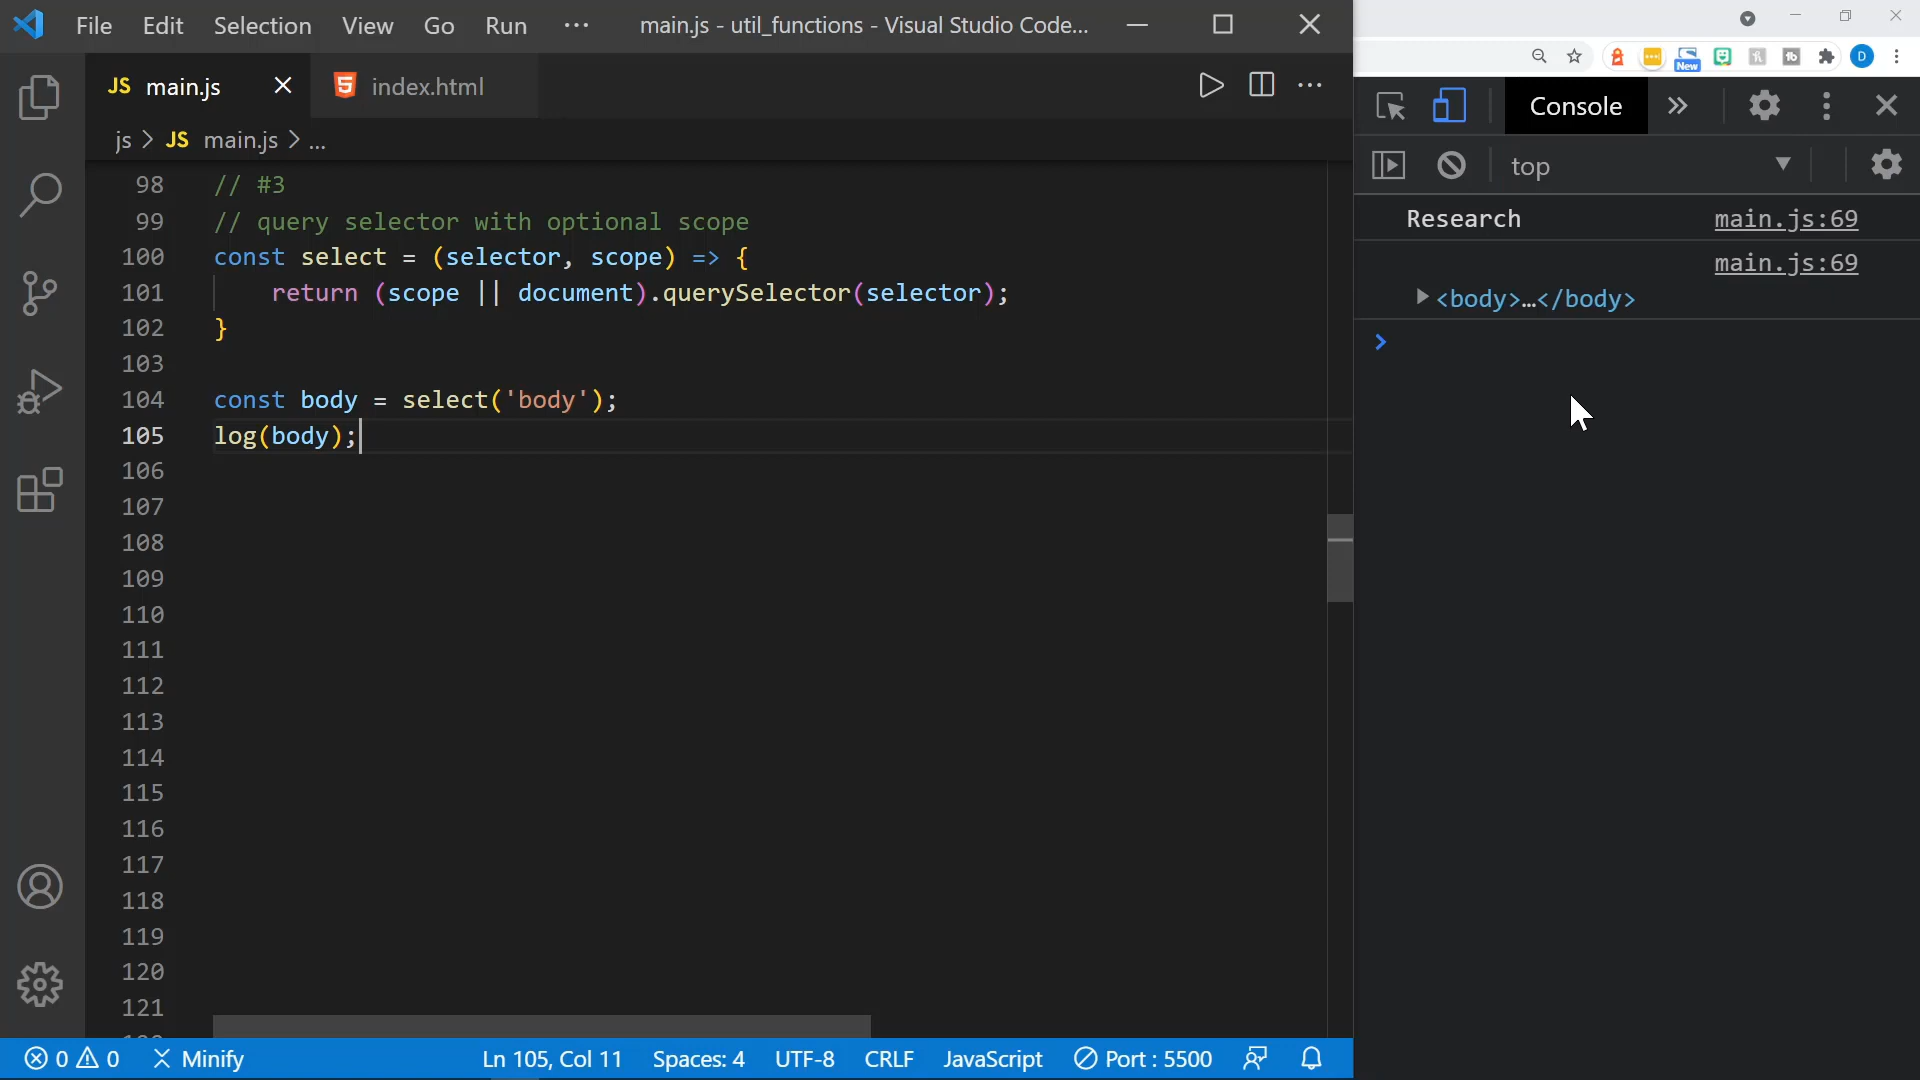 File Edit Selection View Go Run ··· main.js - util_functions - Visual Studio Code...
JS main.js index.html
js > JS main.js > ...
98 // #3
99 // query selector with optional scope
100 const select = (selector, scope) => {
101 return (scope || document).querySelector(selector);
102 }
103
104 const body = select('body');
105 log(body);
106
107
108
109
110
111
112
113
114
115
116
117
118
119
120
121
0 0 Minify Ln 105, Col 11 Spaces: 4 UTF-8 CRLF JavaScript Port : 5500
New D
Console
top
Research main.js:69
main.js:69
<body>…</body>